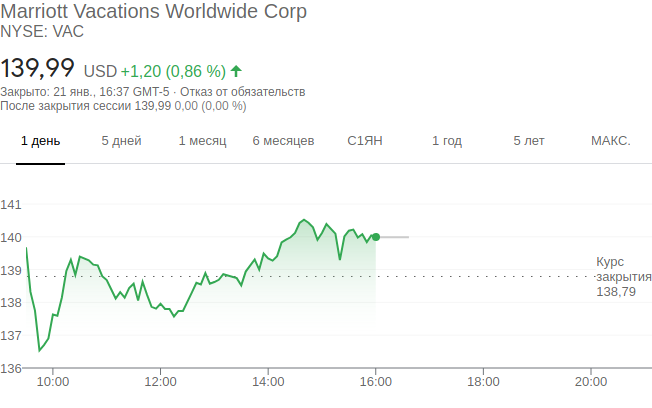 Marriott Vacations Worldwide Corp
NYSE: VAC
139,99 USD +1,20 (0,86 %)
Закрыто: 21 янв., 16:37 GMT-5 · Отказ от обязательств
После закрытия сессии 139,99 0,00 (0,00 %)
1 день 5 дней 1 месяц 6 месяцев С1ЯН 1 год 5 лет МАКС.
141
140
139
138
137
136
Курс
закрытия
138,79
10:00 12:00 14:00 16:00 18:00 20:00